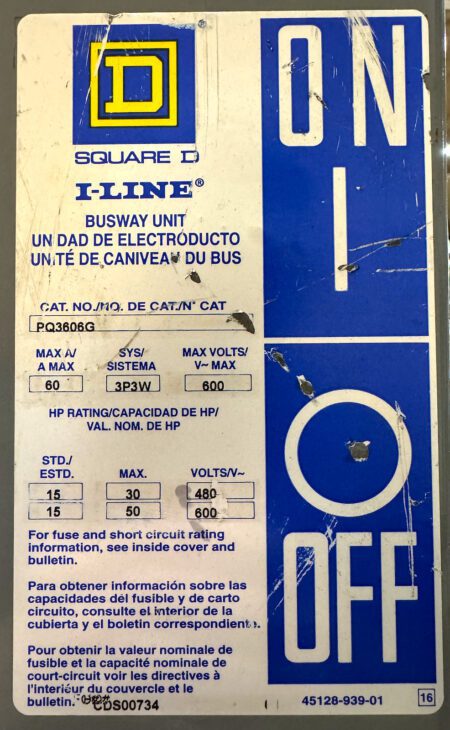 D
SQUARE D
I-LINE®
BUSWAY UNIT
UNIDAD DE ELECTRODUCTO
UNITÉ DE CANIVEAU DU BUS
CAT. NO./NO. DE CAT./N° CAT
PQ3606G
MAX A/ SYS/ MAX VOLTS/
A MAX SISTEMA V~ MAX
60 3P3W 600
HP RATING/CAPACIDAD DE HP/
VAL. NOM. DE HP
STD./
ESTD. MAX. VOLTS/V~
15 30 480
15 50 600
For fuse and short circuit rating
information, see inside cover and
bulletin.
Para obtener información sobre las
capacidades del fusible y de carto
circuito, consulte el interior de la
cubierta y el boletin correspondiente.
Pour obtenir la valeur nominale de
fusible et la capacité nominale de
court-circuit voir les directives à
l'interieur du couvercle et le
bulletin.
CDS00734
ON
I
O
OFF
45128-939-01 16